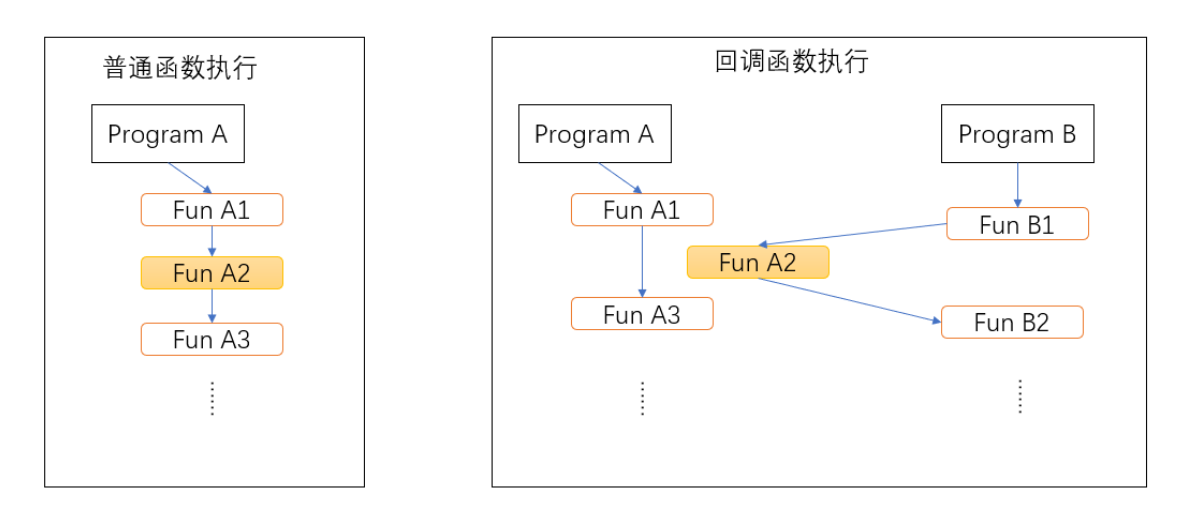 普通函数执行
Program A
Fun A1
Fun A2
Fun A3
……
回调函数执行
Program A
Program B
Fun A1
Fun B1
Fun A2
Fun A3
Fun B2
……
……